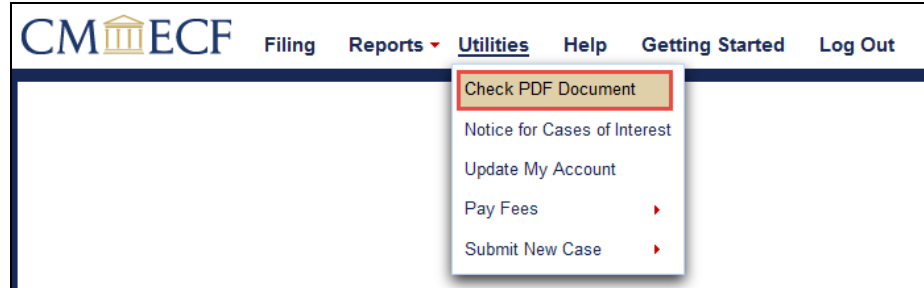 CM ECF Filing Reports Utilities Help Getting Started Log Out
Check PDF Document
Notice for Cases of Interest
Update My Account
Pay Fees
Submit New Case